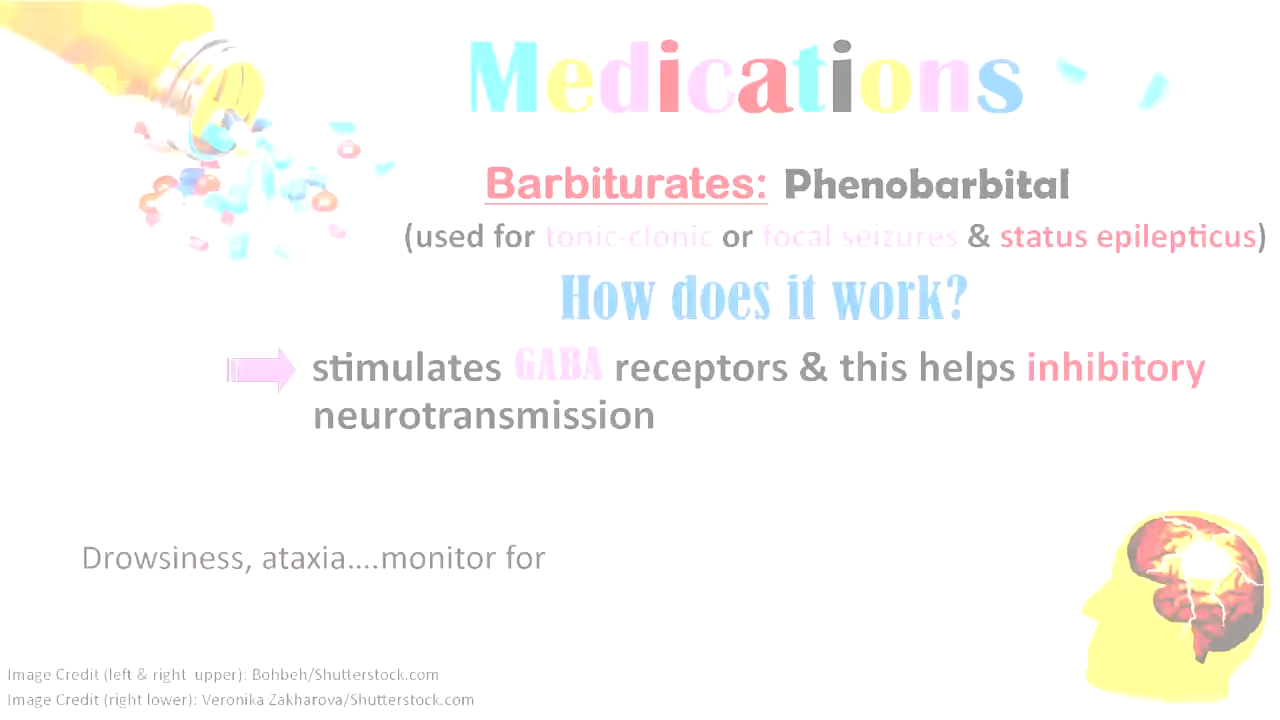 Medications
Barbiturates: Phenobarbital
(used for tonic-clonic or focal seizures & status epilepticus)
How does it work?
stimulates GABA receptors & this helps inhibitory
neurotransmission
Drowsiness, ataxia....monitor for
Image Credit (left & right upper): Bohbeh/Shutterstock.com
Image Credit (right lower): Veronika Zakharova/Shutterstock.com